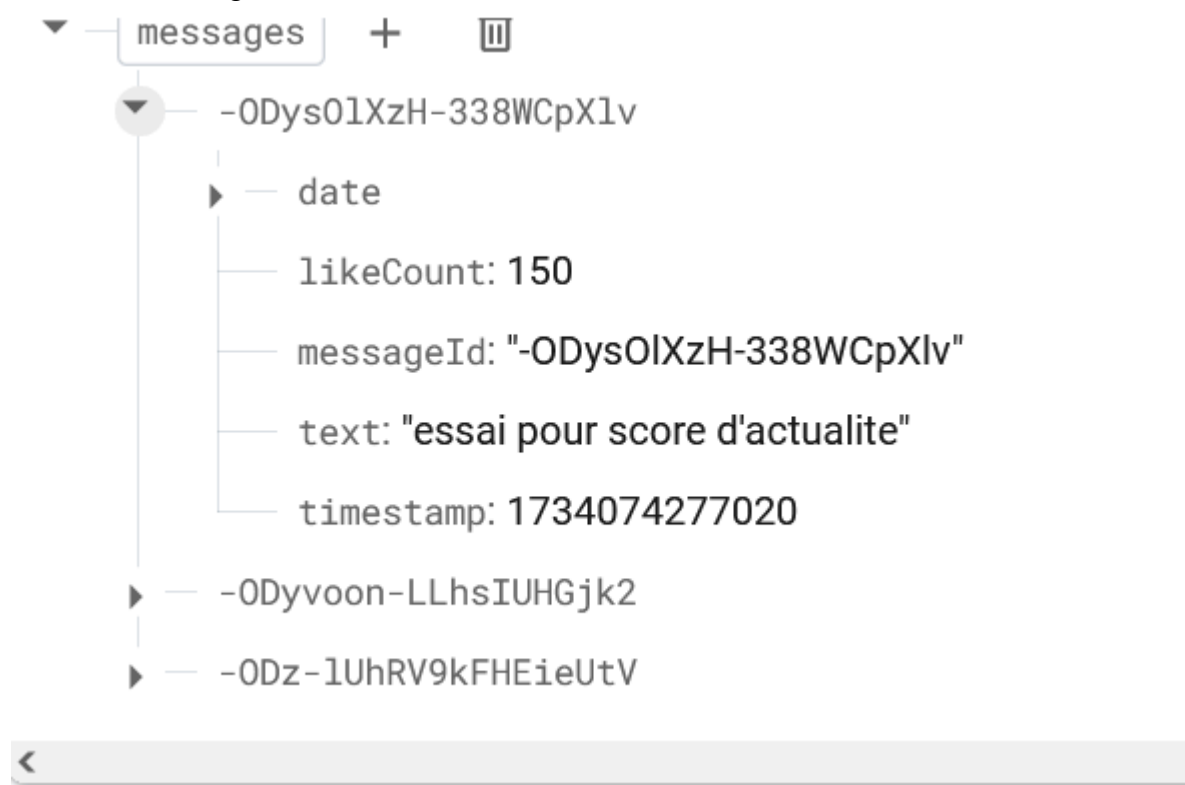 messages
-ODysOlXzH-338WCpXlv
date
likeCount: 150
messageId: "-ODysOlXzH-338WCpXlv"
text: "essai pour score d'actualite"
timestamp: 1734074277020
-ODyvoon-LLhsIUHGjk2
-ODz-lUhRV9kFHEieUtV